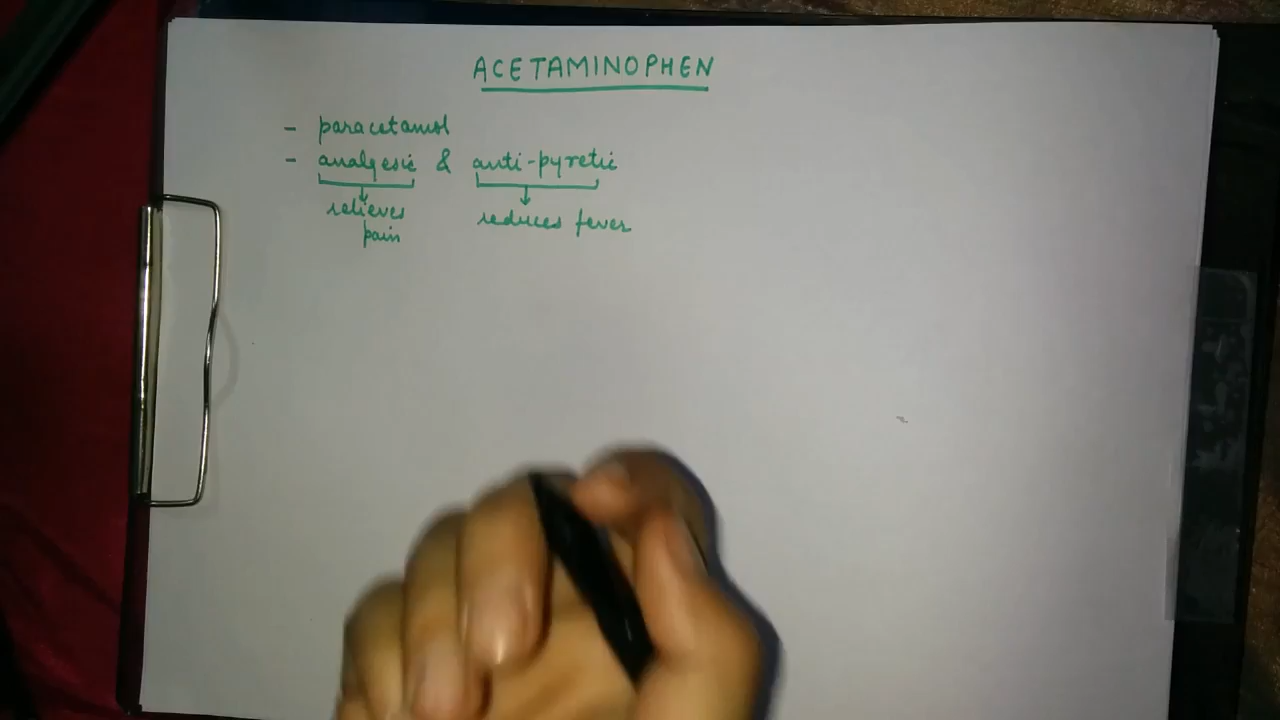 ACETAMINOPHEN
- paracetamol
- analgesic & anti-pyretic
relieves pain
reduces fever